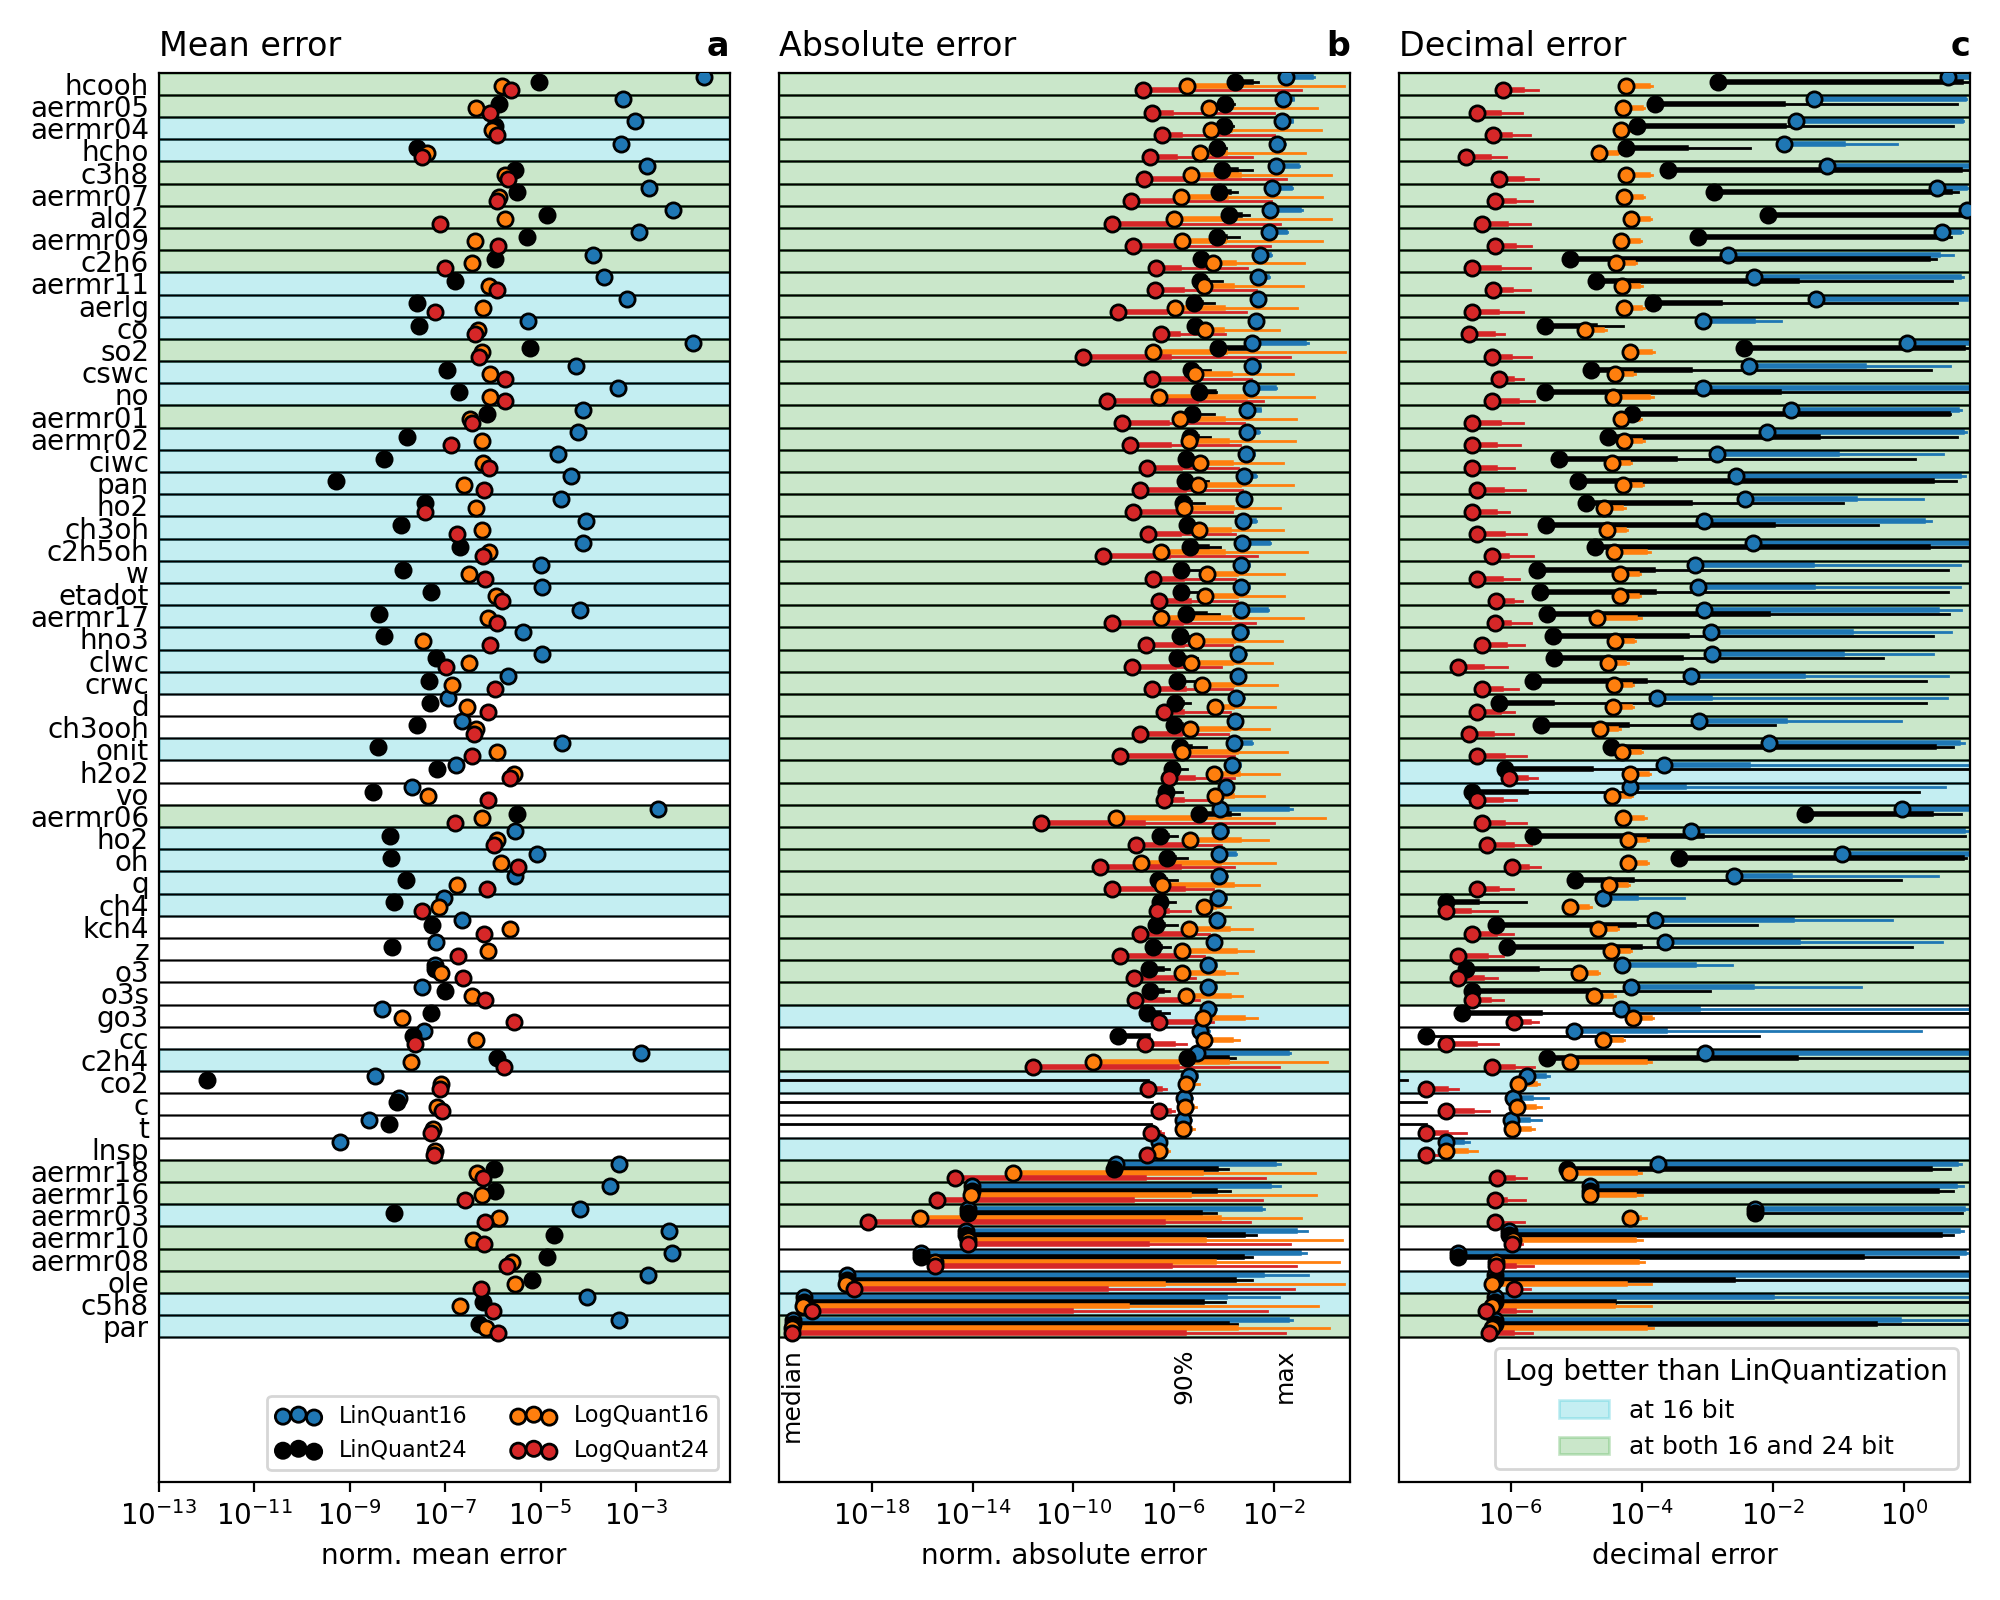 Mean error a
Absolute error b
Decimal error c
hcooh
aermr05
aermr04
hcho
c3h8
aermr07
ald2
aermr09
c2h6
aermr11
aerlg
co
so2
cswc
no
aermr01
aermr02
ciwc
pan
ho2
ch3oh
c2h5oh
w
etadot
aermr17
hno3
clwc
crwc
d
ch3ooh
onit
h2o2
vo
aermr06
ho2
oh
q
ch4
kch4
z
o3
o3s
go3
cc
c2h4
co2
c
t
lnsp
aermr18
aermr16
aermr03
aermr10
aermr08
ole
c5h8
par
LinQuant16
LinQuant24
LogQuant16
LogQuant24
10⁻¹³ 10⁻¹¹ 10⁻⁹ 10⁻⁷ 10⁻⁵ 10⁻³
norm. mean error
median
90%
max
10⁻¹⁸ 10⁻¹⁴ 10⁻¹⁰ 10⁻⁶ 10⁻²
norm. absolute error
Log better than LinQuantization
at 16 bit
at both 16 and 24 bit
10⁻⁶ 10⁻⁴ 10⁻² 10⁰
decimal error